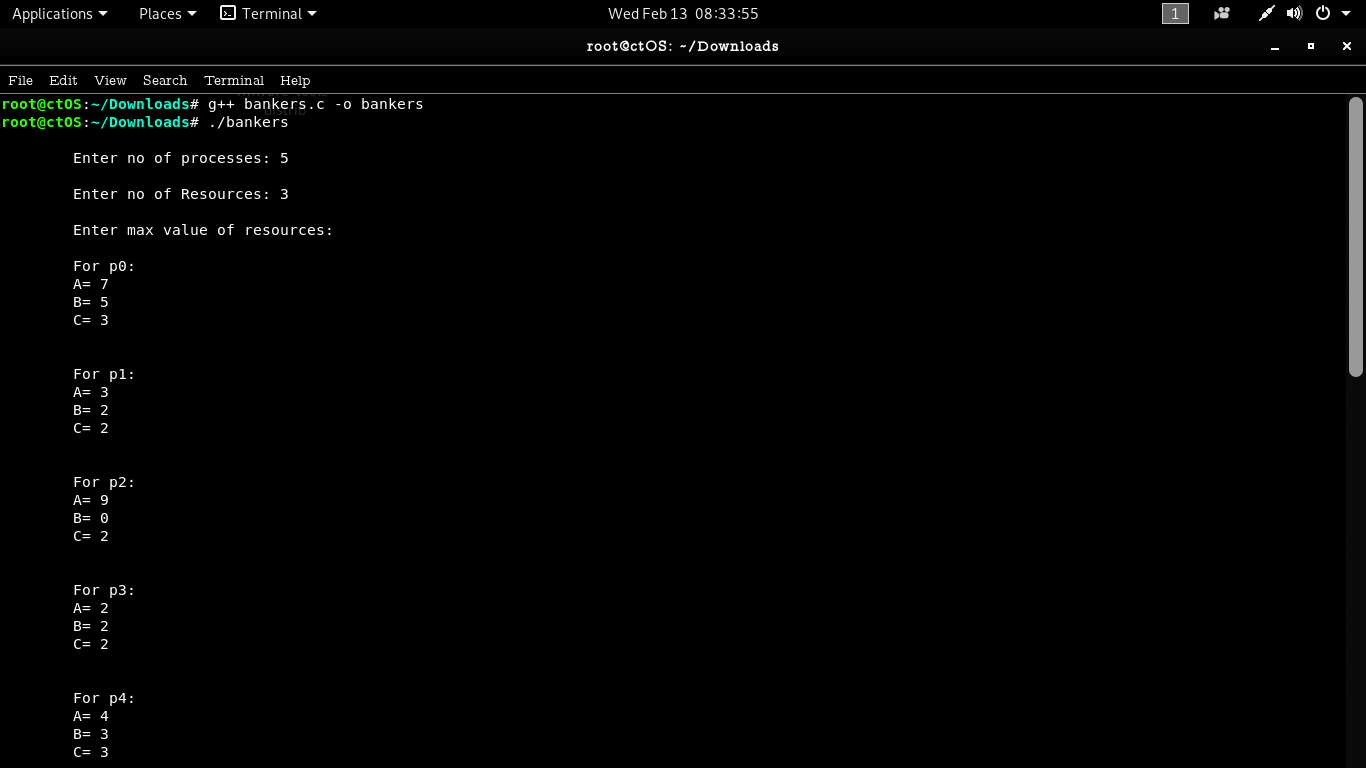 Applications Places Terminal Wed Feb 13 08:33:55 1
root@ctOS: ~/Downloads
File Edit View Search Terminal Help
root@ctOS:~/Downloads# g++ bankers.c -o bankers
root@ctOS:~/Downloads# ./bankers
Enter no of processes: 5
Enter no of Resources: 3
Enter max value of resources:
For p0:
A= 7
B= 5
C= 3
For p1:
A= 3
B= 2
C= 2
For p2:
A= 9
B= 0
C= 2
For p3:
A= 2
B= 2
C= 2
For p4:
A= 4
B= 3
C= 3